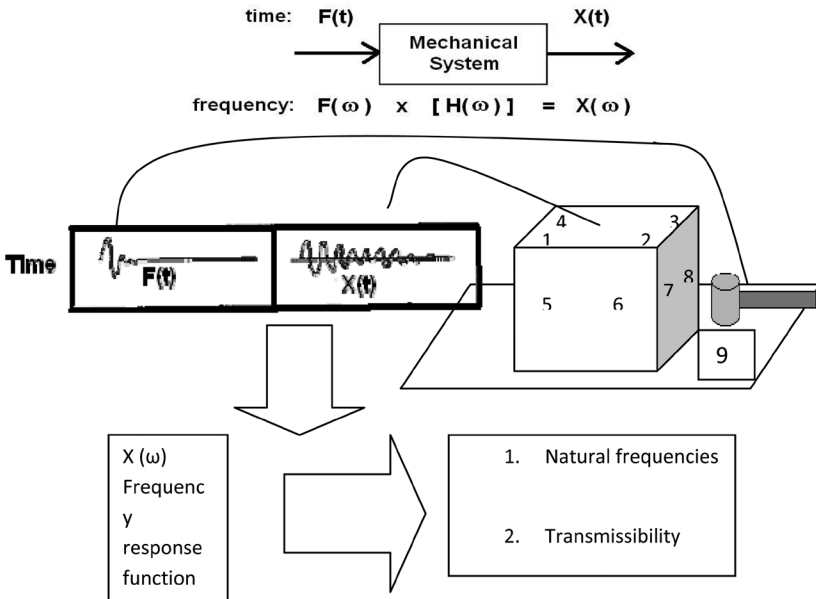 time: F(t) X(t)
Mechanical
System
frequency: F(ω) x [H(ω)] = X(ω)
4 3
1 2
Time
F(t)
X(t)
8
7
5 6
9
X (ω)
Frequenc
y
response
function
1. Natural frequencies
2. Transmissibility